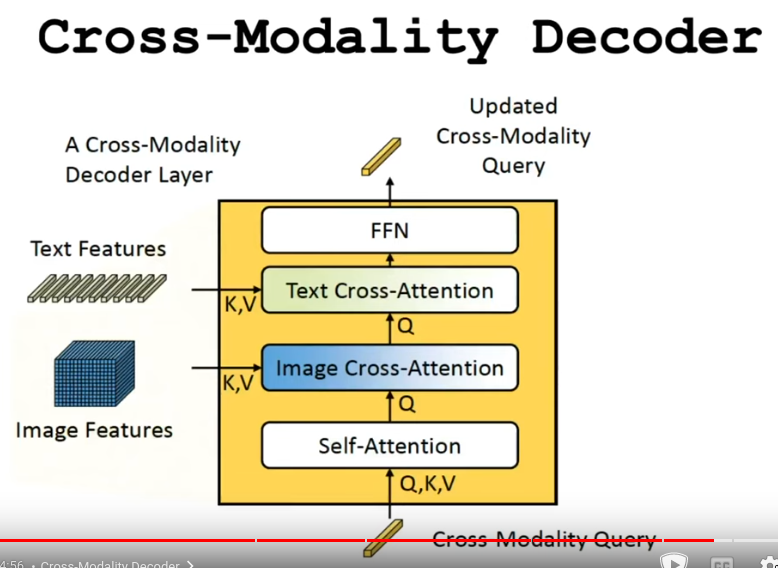 Cross-Modality Decoder
Updated
Cross-Modality
Query
A Cross-Modality
Decoder Layer
FFN
Text Features
Text Cross-Attention
K,V
Q
Image Cross-Attention
K,V
Q
Image Features
Self-Attention
Q,K,V
Cross-Modality Query
4:56 • Cross-Modality Decoder >
CC